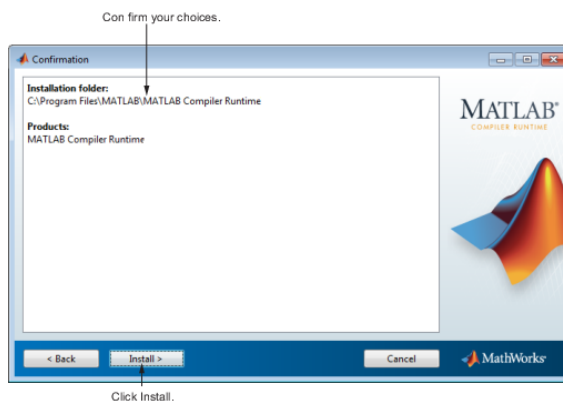 Con firm your choices.
Confirmation
Installation folder:
C:\Program Files\MATLAB\MATLAB Compiler Runtime
Products:
MATLAB Compiler Runtime
MATLAB®
COMPILER RUNTIME
< Back
Install >
Cancel
MathWorks®
Click Install.